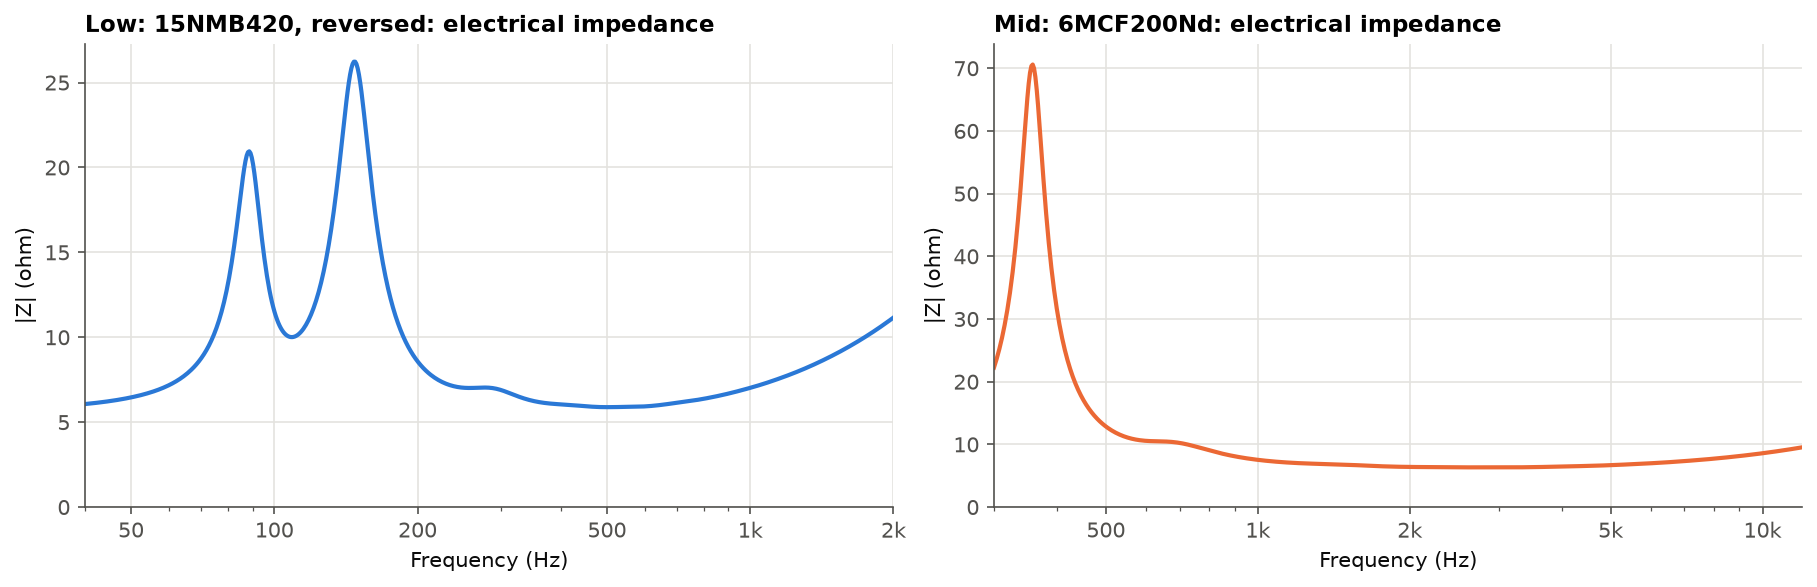 Low: 15NMB420, reversed: electrical impedance
|Z| (ohm)
25
20
15
10
5
0
50
100
200
500
1k
2k
Frequency (Hz)
Mid: 6MCF200Nd: electrical impedance
|Z| (ohm)
70
60
50
40
30
20
10
0
500
1k
2k
5k
10k
Frequency (Hz)